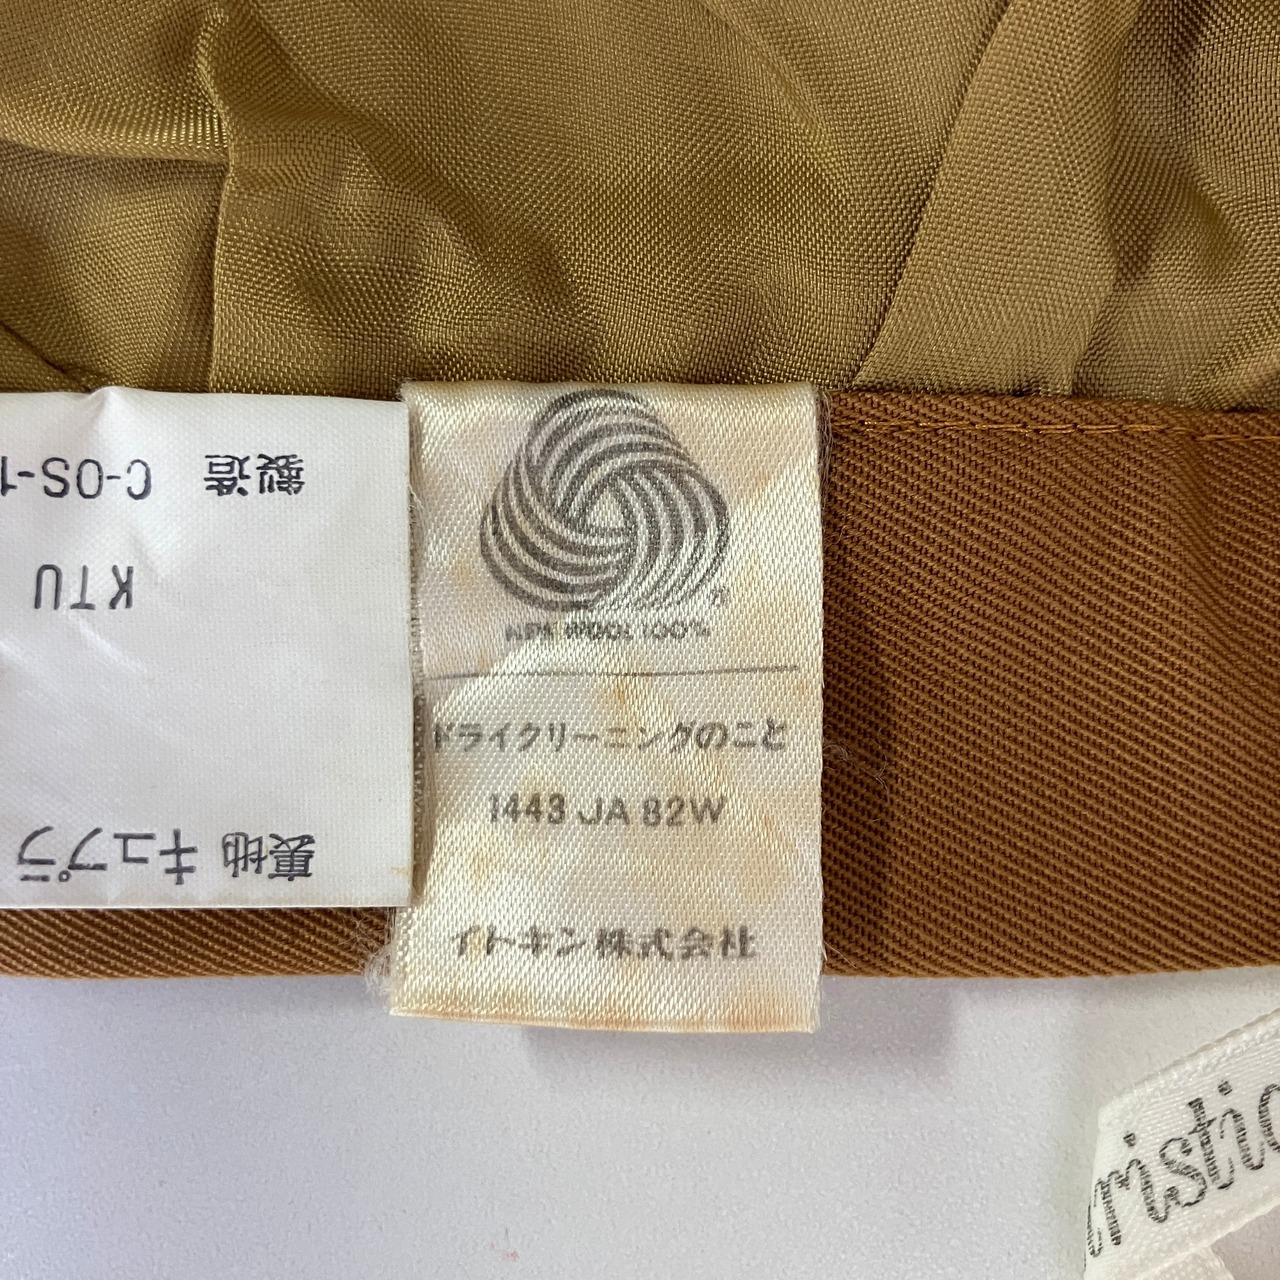 WOOL 100%
ドライクリーニングのこと
1443 JA 82W
イトキン株式会社
製造 C-OS-1
KTU
裏地 キュプラ
ristic